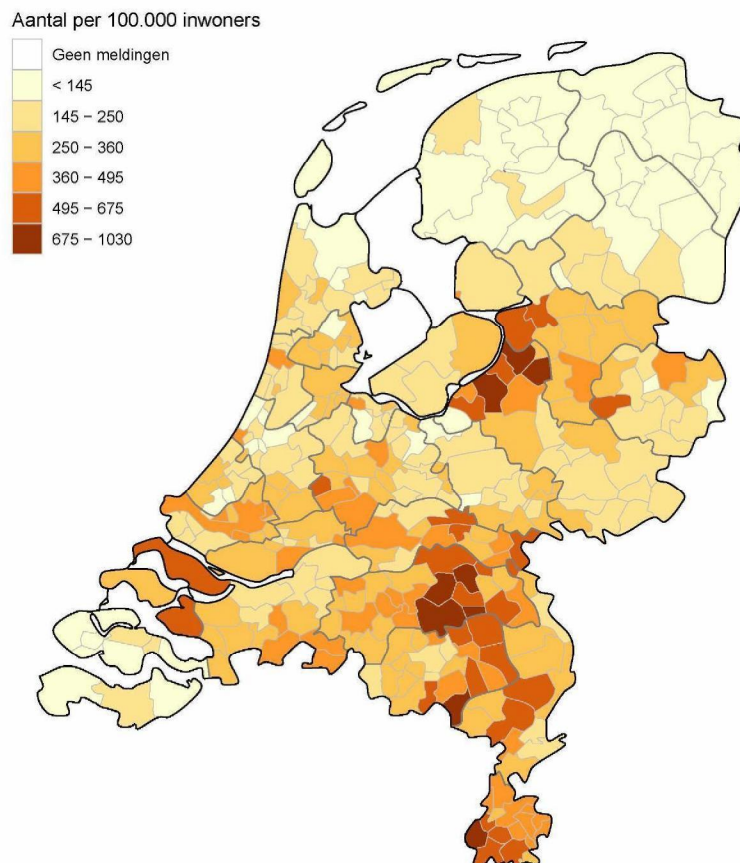 Aantal per 100.000 inwoners
Geen meldingen
< 145
145 − 250
250 − 360
360 − 495
495 − 675
675 − 1030